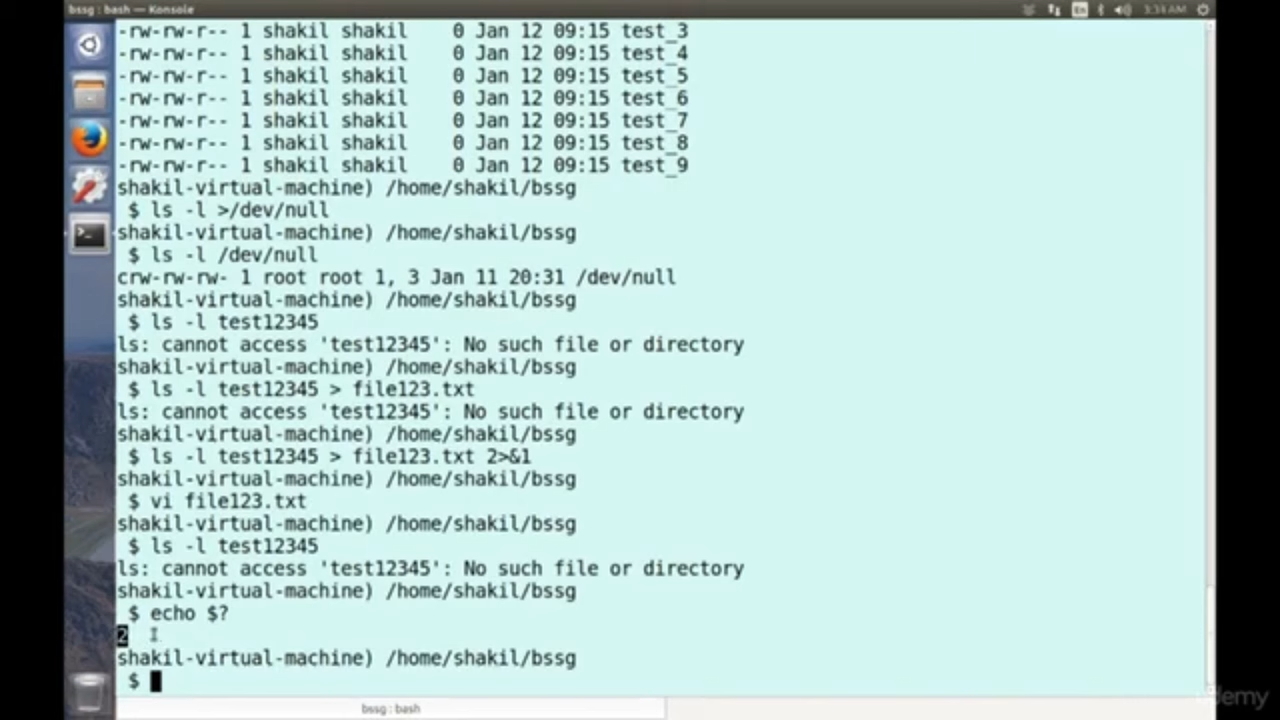 bssg : bash — Konsole
En
3:31 AM
-rw-rw-r-- 1 shakil shakil    0 Jan 12 09:15 test_3
-rw-rw-r-- 1 shakil shakil    0 Jan 12 09:15 test_4
-rw-rw-r-- 1 shakil shakil    0 Jan 12 09:15 test_5
-rw-rw-r-- 1 shakil shakil    0 Jan 12 09:15 test_6
-rw-rw-r-- 1 shakil shakil    0 Jan 12 09:15 test_7
-rw-rw-r-- 1 shakil shakil    0 Jan 12 09:15 test_8
-rw-rw-r-- 1 shakil shakil    0 Jan 12 09:15 test_9
shakil-virtual-machine) /home/shakil/bssg
$ ls -l >/dev/null
shakil-virtual-machine) /home/shakil/bssg
$ ls -l /dev/null
crw-rw-rw- 1 root root 1, 3 Jan 11 20:31 /dev/null
shakil-virtual-machine) /home/shakil/bssg
$ ls -l test12345
ls: cannot access 'test12345': No such file or directory
shakil-virtual-machine) /home/shakil/bssg
$ ls -l test12345 > file123.txt
ls: cannot access 'test12345': No such file or directory
shakil-virtual-machine) /home/shakil/bssg
$ ls -l test12345 > file123.txt 2>&1
shakil-virtual-machine) /home/shakil/bssg
$ vi file123.txt
shakil-virtual-machine) /home/shakil/bssg
$ ls -l test12345
ls: cannot access 'test12345': No such file or directory
shakil-virtual-machine) /home/shakil/bssg
$ echo $?
2
shakil-virtual-machine) /home/shakil/bssg
$
bssg : bash
udemy